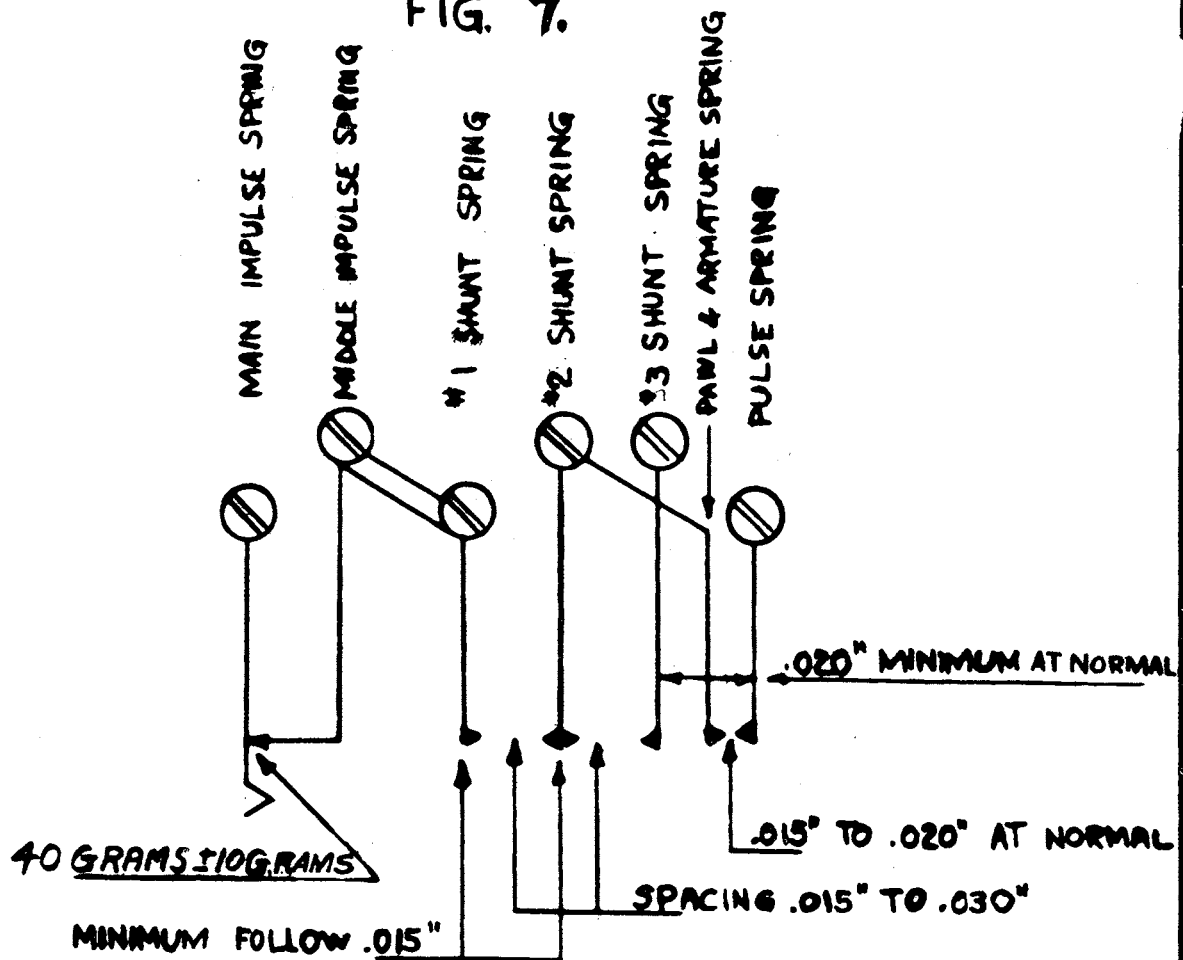 FIG. 7.
MAIN IMPULSE SPRING
MIDDLE IMPULSE SPRING
#1 SHUNT SPRING
#2 SHUNT SPRING
#3 SHUNT SPRING
PAWL & ARMATURE SPRING
PULSE SPRING
.020" MINIMUM AT NORMAL
.015" TO .020" AT NORMAL
40 GRAMS ±10 GRAMS
SPACING .015" TO .030"
MINIMUM FOLLOW .015"